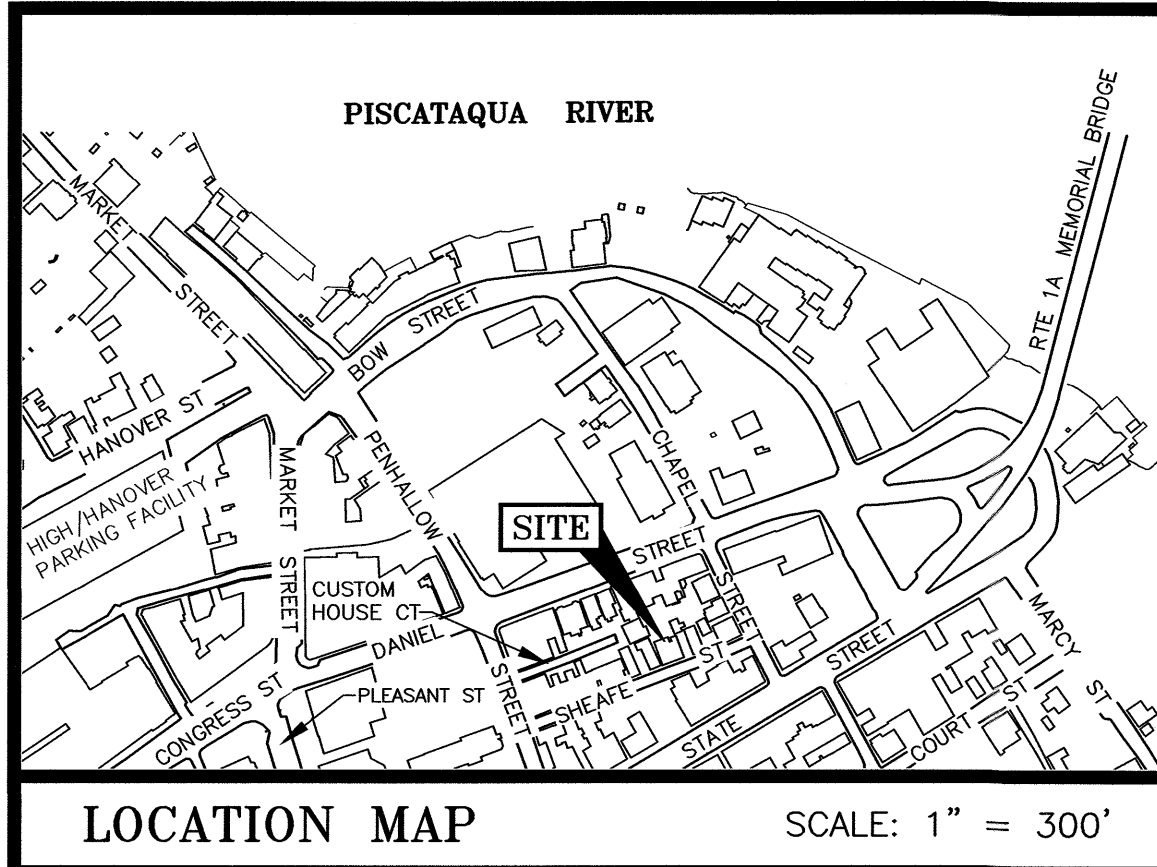 PISCATAQUA RIVER
RTE 1A MEMORIAL BRIDGE
MARKET
STREET
BOW STREET
HANOVER ST
HIGH/HANOVER
PARKING FACILITY
MARKET
STREET
PENHALLOW
STREET
CHAPEL
STREET
SITE
CUSTOM
HOUSE CT
DANIEL
STREET
CONGRESS ST
PLEASANT ST
SHEAFE ST
STATE
STREET
COURT ST
MARCY
ST
LOCATION MAP
SCALE: 1" = 300'